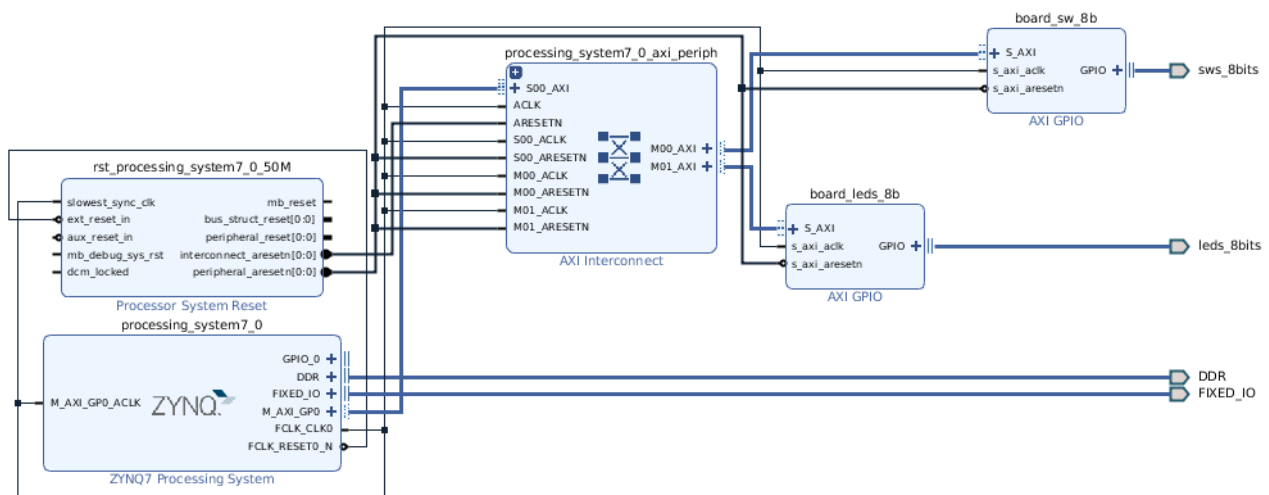 board_sw_8b
S_AXI
s_axi_aclk
s_axi_aresetn
GPIO
AXI GPIO
sws_8bits
processing_system7_0_axi_periph
S00_AXI
ACLK
ARESETN
S00_ACLK
S00_ARESETN
M00_ACLK
M00_ARESETN
M01_ACLK
M01_ARESETN
M00_AXI
M01_AXI
AXI Interconnect
rst_processing_system7_0_50M
slowest_sync_clk
ext_reset_in
aux_reset_in
mb_debug_sys_rst
dcm_locked
mb_reset
bus_struct_reset[0:0]
peripheral_reset[0:0]
interconnect_aresetn[0:0]
peripheral_aresetn[0:0]
Processor System Reset
board_leds_8b
S_AXI
s_axi_aclk
s_axi_aresetn
GPIO
AXI GPIO
leds_8bits
processing_system7_0
M_AXI_GP0_ACLK
ZYNQ
GPIO_0
DDR
FIXED_IO
M_AXI_GP0
FCLK_CLK0
FCLK_RESET0_N
ZYNQ7 Processing System
DDR
FIXED_IO